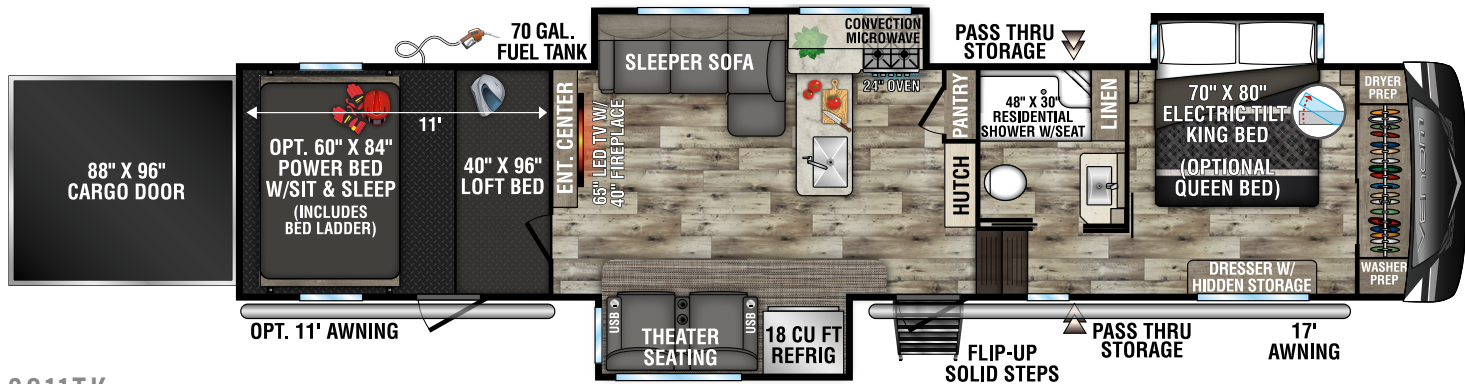 70 GAL.
FUEL TANK
88" X 96"
CARGO DOOR
11'
OPT. 60" X 84"
POWER BED
W/SIT & SLEEP
(INCLUDES
BED LADDER)
40" X 96"
LOFT BED
ENT. CENTER
65" LED TV W/
40" FIREPLACE
SLEEPER SOFA
CONVECTION
MICROWAVE
24" OVEN
PANTRY
HUTCH
PASS THRU
STORAGE
48" X 30"
RESIDENTIAL
SHOWER W/SEAT
LINEN
70" X 80"
ELECTRIC TILT
KING BED
(OPTIONAL
QUEEN BED)
DRYER
PREP
WASHER
PREP
VENOM
DRESSER W/
HIDDEN STORAGE
OPT. 11' AWNING
USB
THEATER
SEATING
USB
18 CU FT
REFRIG
FLIP-UP
SOLID STEPS
PASS THRU
STORAGE
17'
AWNING